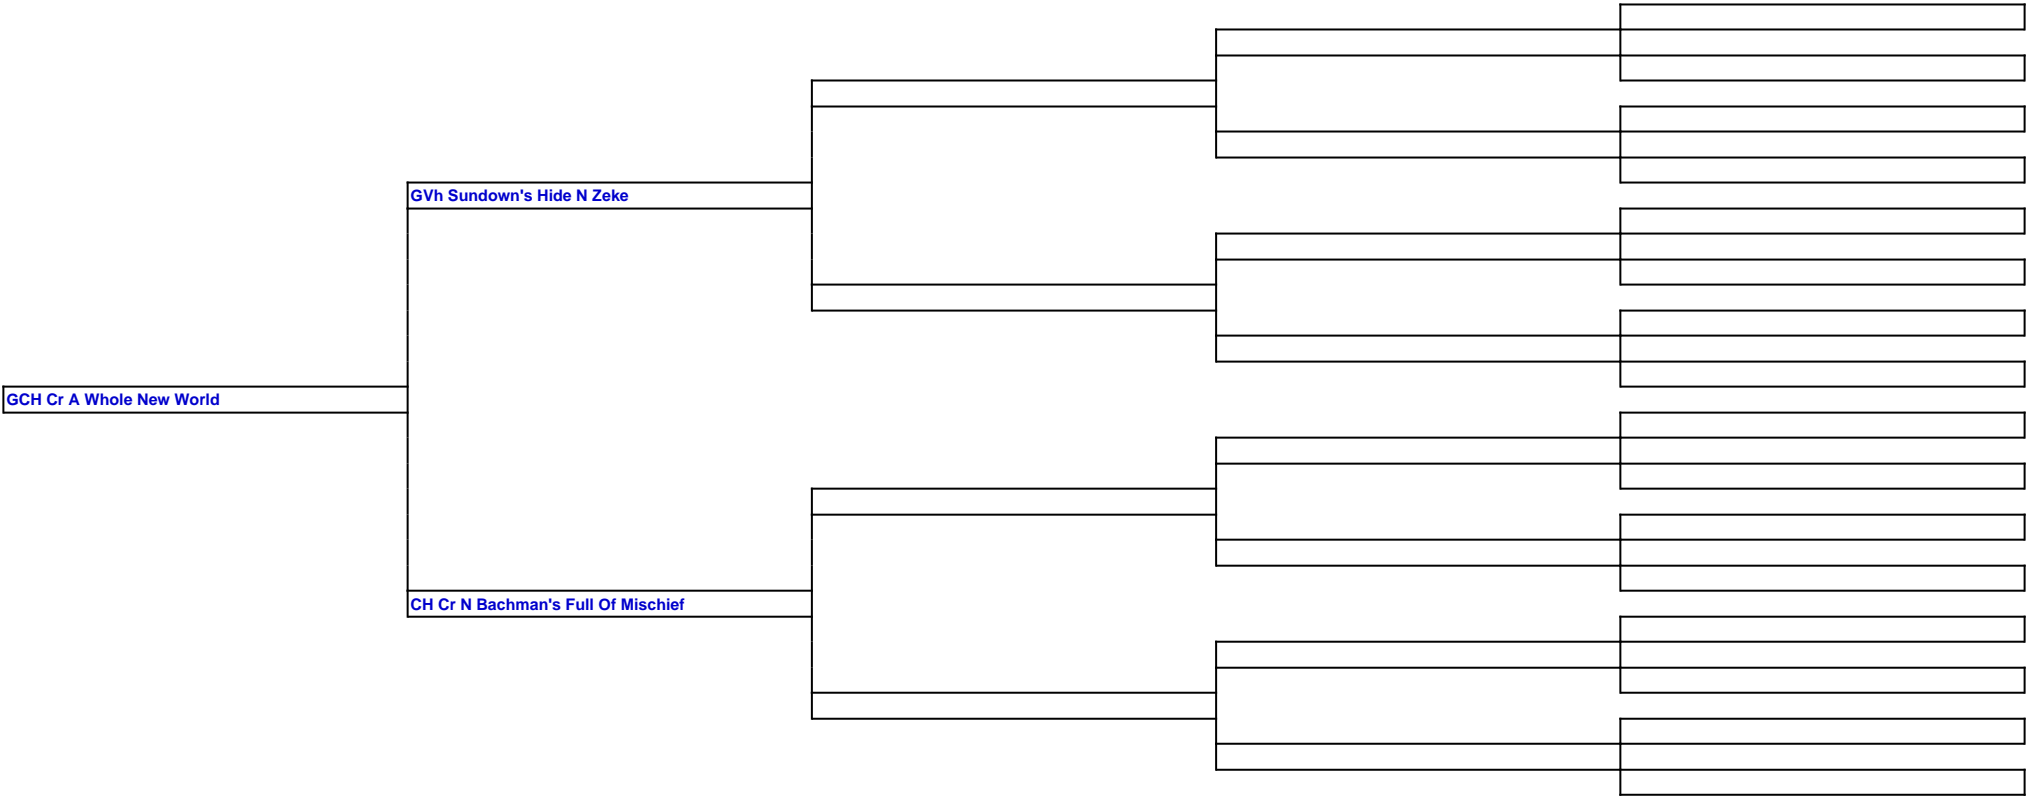 GVh Sundown's Hide N Zeke
GCH Cr A Whole New World
CH Cr N Bachman's Full Of Mischief